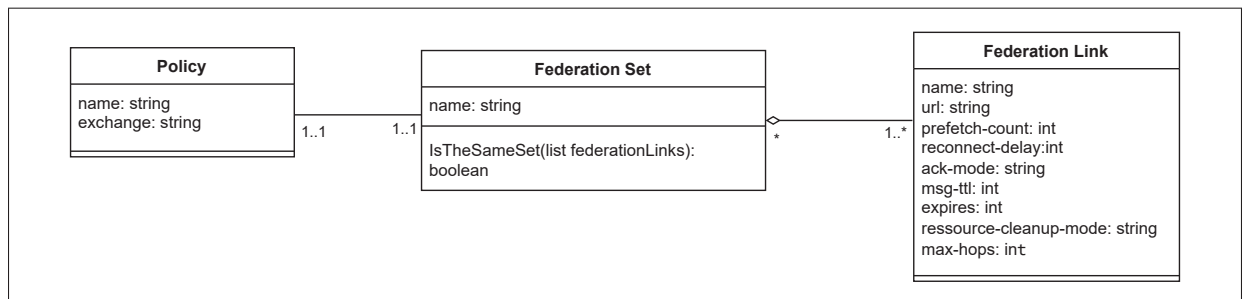 Policy
name: string
exchange: string
1..1
1..1
Federation Set
name: string
IsTheSameSet(list federationLinks):
boolean
*
1..*
Federation Link
name: string
url: string
prefetch-count: int
reconnect-delay:int
ack-mode: string
msg-ttl: int
expires: int
ressource-cleanup-mode: string
max-hops: int